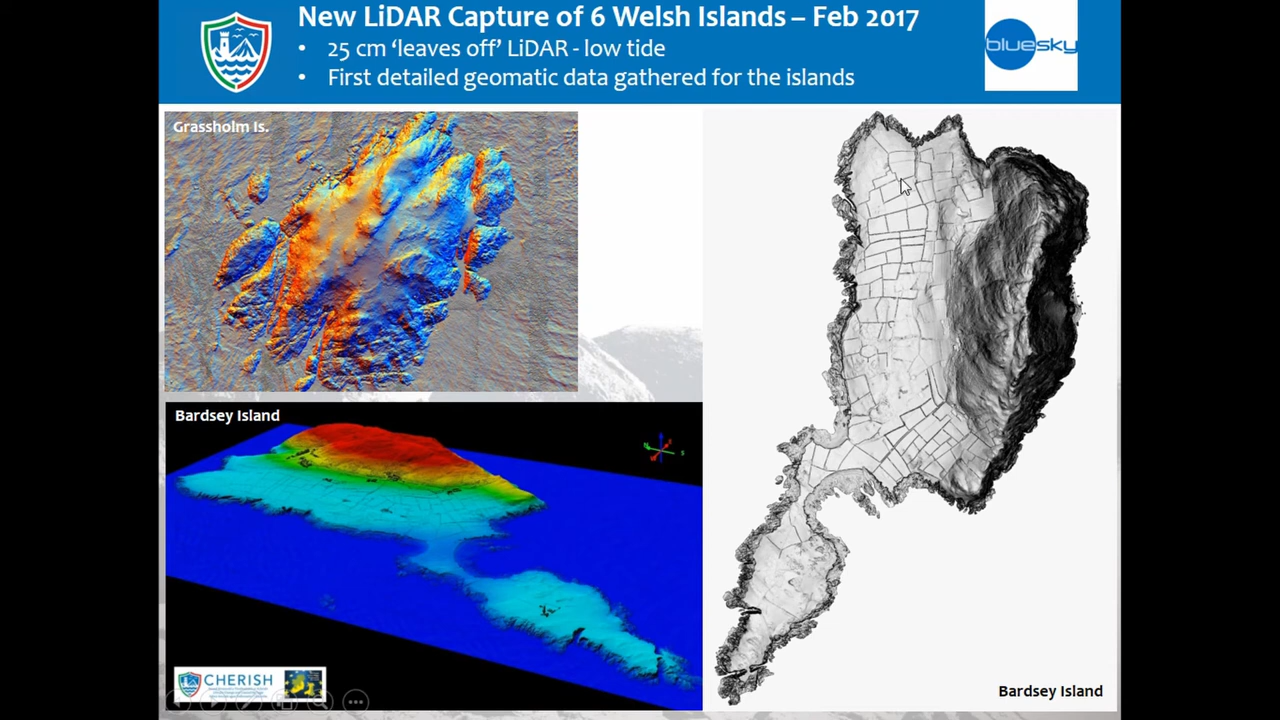 New LiDAR Capture of 6 Welsh Islands – Feb 2017
• 25 cm ‘leaves off’ LiDAR - low tide
• First detailed geomatic data gathered for the islands
bluesky
Grassholm Is.
Bardsey Island
CHERISH
Bardsey Island